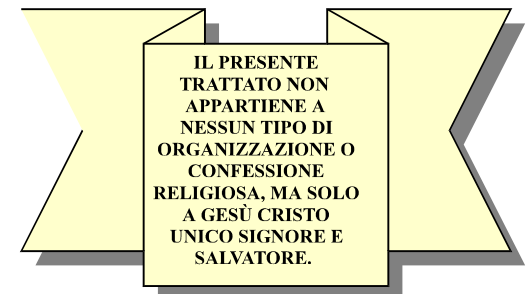 IL PRESENTE
TRATTATO NON
APPARTIENE A
NESSUN TIPO DI
ORGANIZZAZIONE O
CONFESSIONE
RELIGIOSA, MA SOLO
A GESÙ CRISTO
UNICO SIGNORE E
SALVATORE.